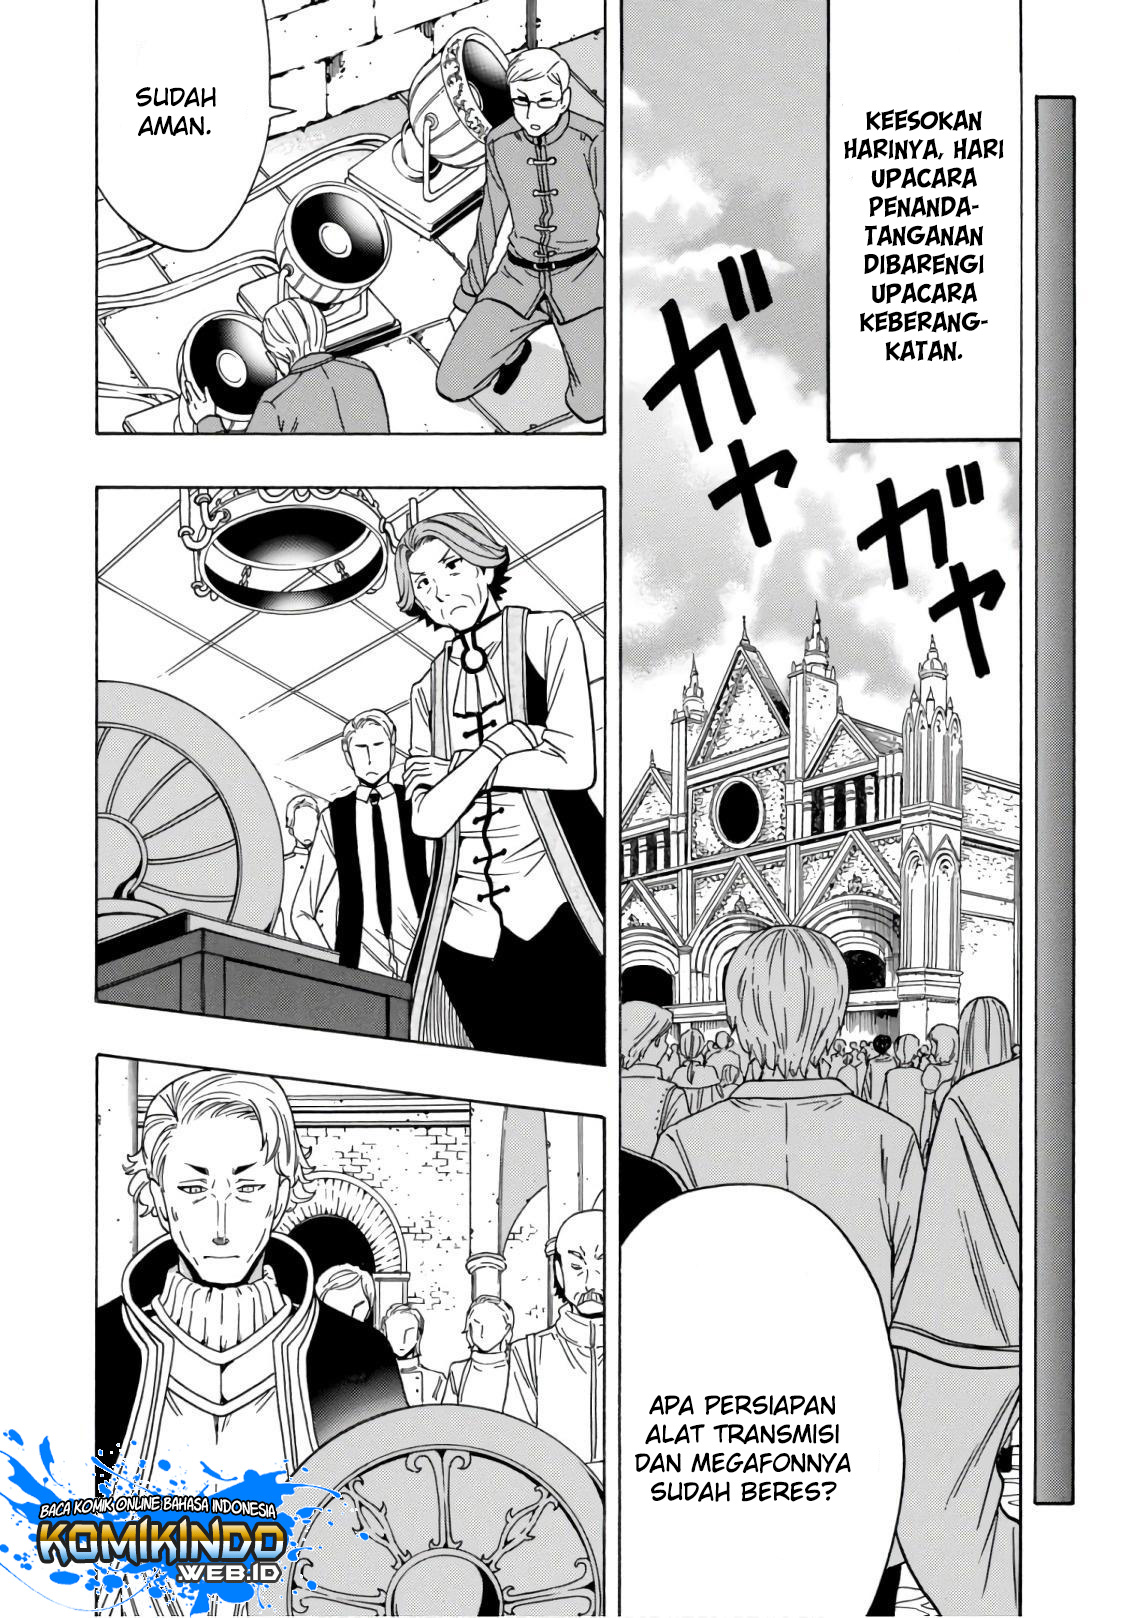 KEESOKAN
HARINYA, HARI
UPACARA
PENANDA-
TANGANAN
DIBARENGI
UPACARA
KEBERANG-
KATAN.
ガヤ
ガヤ
APA PERSIAPAN
ALAT TRANSMISI
DAN MEGAFONNYA
SUDAH BERES?
SUDAH
AMAN.
BACA KOMIK ONLINE BAHASA INDONESIA
KOMIKINDO
.WEB.ID